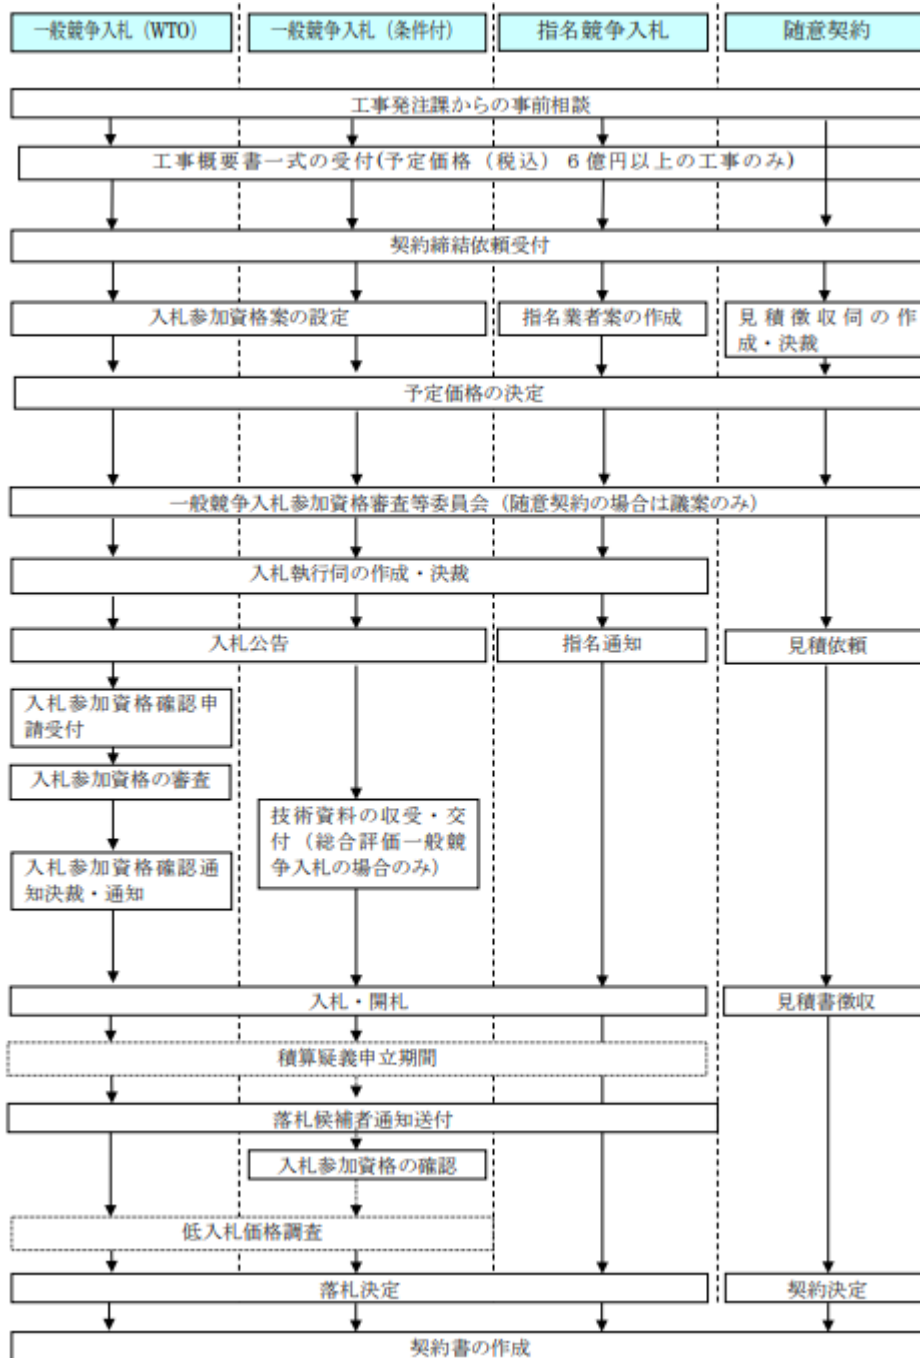 一般競争入札（WTO）
一般競争入札（条件付）
指名競争入札
随意契約
工事発注課からの事前相談
工事概要書一式の受付(予定価格（税込）６億円以上の工事のみ)
契約締結依頼受付
入札参加資格案の設定
指名業者案の作成
見積徴収伺の作
成・決裁
予定価格の決定
一般競争入札参加資格審査等委員会（随意契約の場合は議案のみ）
入札執行伺の作成・決裁
入札公告
指名通知
見積依頼
入札参加資格確認申
請受付
入札参加資格の審査
技術資料の収受・交
付（総合評価一般競
争入札の場合のみ）
入札参加資格確認通
知決裁・通知
入札・開札
見積書徴収
積算疑義申立期間
落札候補者通知送付
入札参加資格の確認
低入札価格調査
落札決定
契約決定
契約書の作成